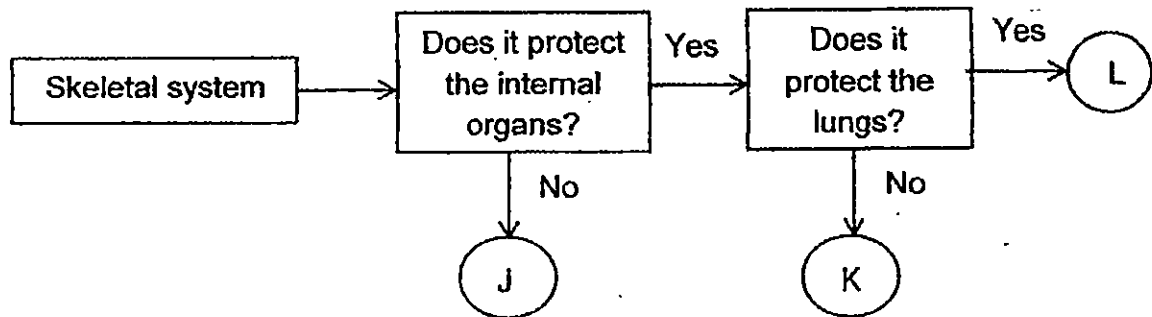 Skeletal system
Does it protect
the internal
organs?
Yes
Does it
protect the
lungs?
Yes
L
No
J
No
K